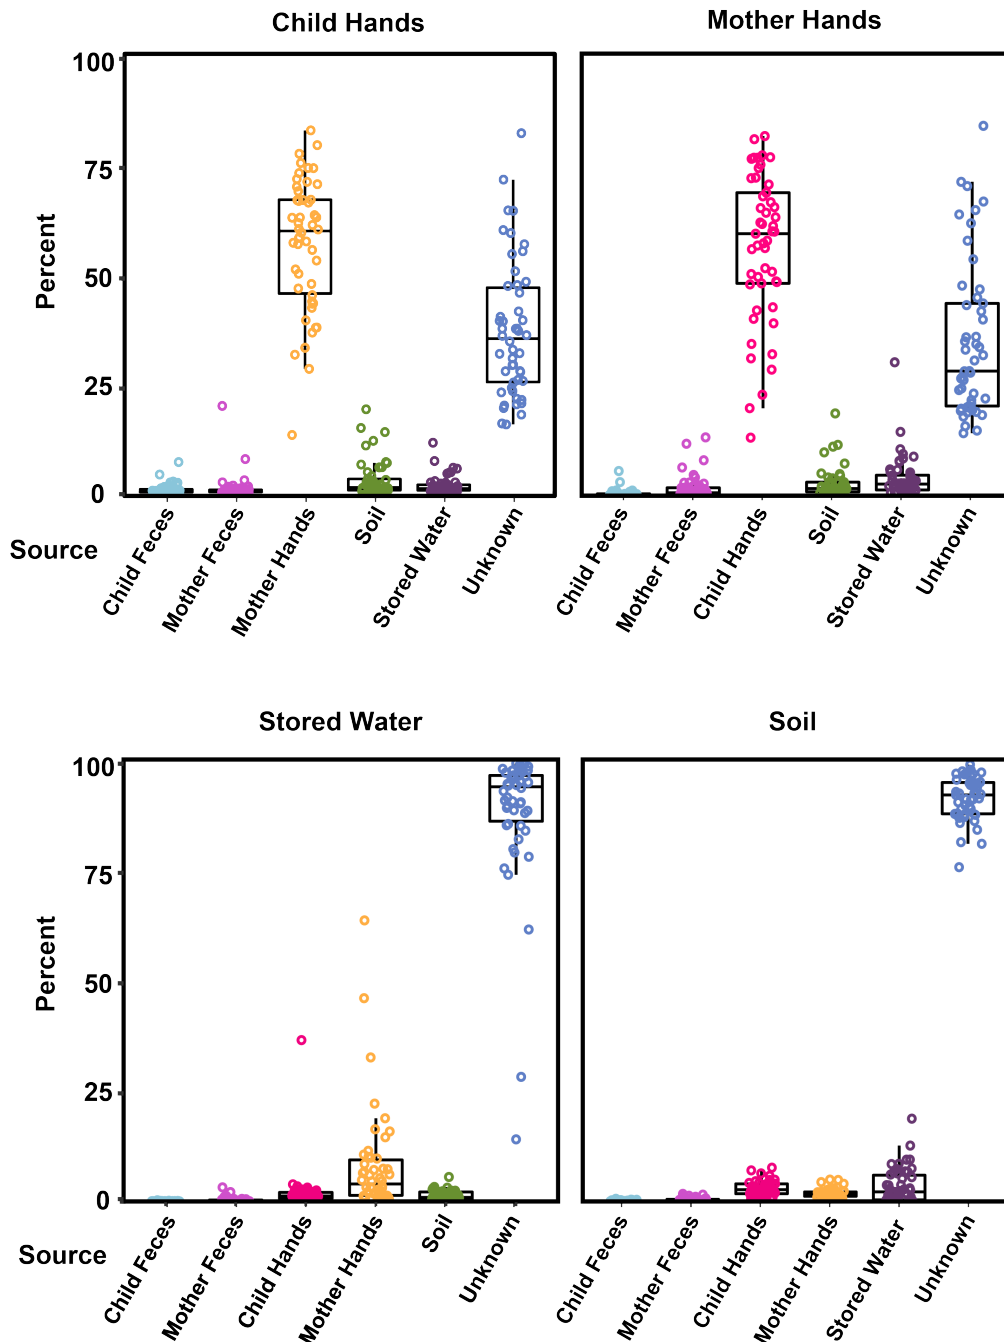 Child Hands
Mother Hands
Percent
100
75
50
25
0
Source
Child Feces
Mother Feces
Mother Hands
Soil
Stored Water
Unknown
Child Feces
Mother Feces
Child Hands
Soil
Stored Water
Unknown
Stored Water
Soil
Percent
100
75
50
25
0
Source
Child Feces
Mother Feces
Child Hands
Mother Hands
Soil
Unknown
Child Feces
Mother Feces
Child Hands
Mother Hands
Stored Water
Unknown